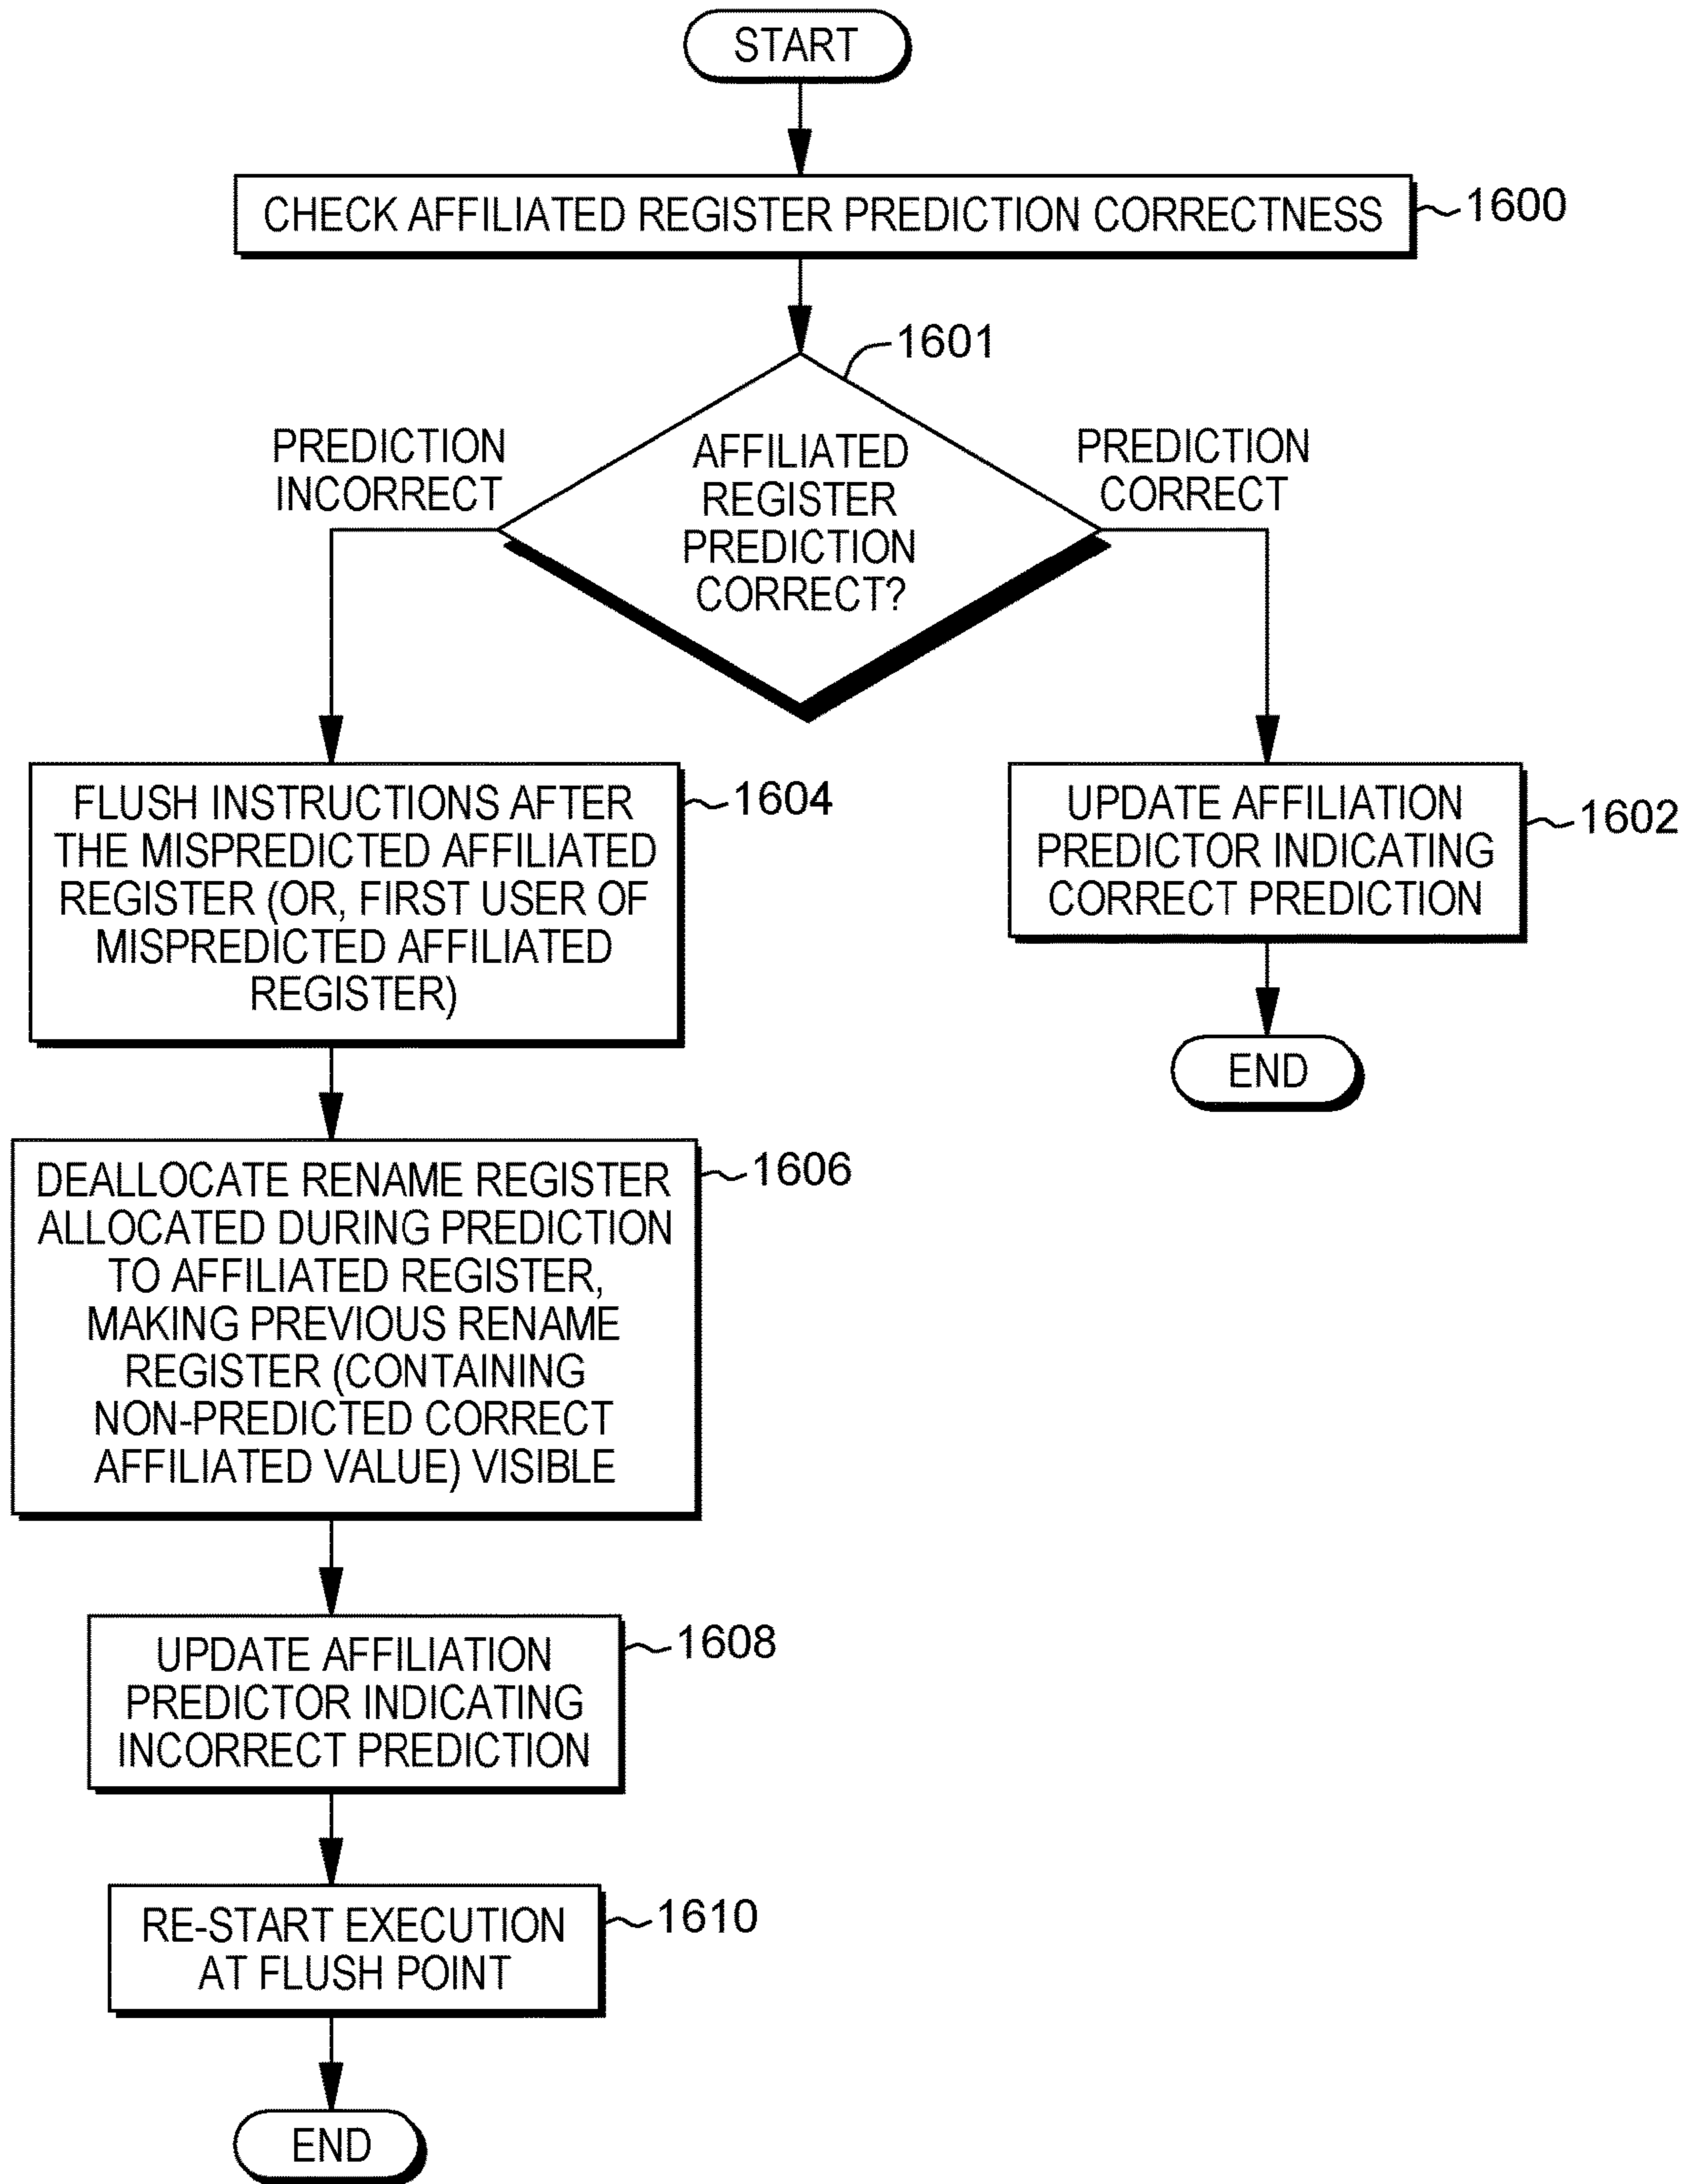 START
CHECK AFFILIATED REGISTER PREDICTION CORRECTNESS
1600
1601
AFFILIATED
REGISTER
PREDICTION
CORRECT?
PREDICTION
INCORRECT
PREDICTION
CORRECT
FLUSH INSTRUCTIONS AFTER
THE MISPREDICTED AFFILIATED
REGISTER (OR, FIRST USER OF
MISPREDICTED AFFILIATED
REGISTER)
1604
UPDATE AFFILIATION
PREDICTOR INDICATING
CORRECT PREDICTION
1602
END
DEALLOCATE RENAME REGISTER
ALLOCATED DURING PREDICTION
TO AFFILIATED REGISTER,
MAKING PREVIOUS RENAME
REGISTER (CONTAINING
NON-PREDICTED CORRECT
AFFILIATED VALUE) VISIBLE
1606
UPDATE AFFILIATION
PREDICTOR INDICATING
INCORRECT PREDICTION
1608
RE-START EXECUTION
AT FLUSH POINT
1610
END